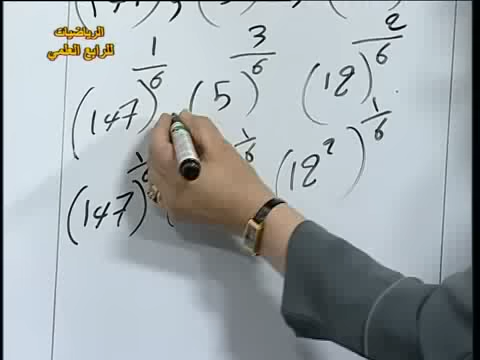 الرياضيات
للرابع العلمي
(147)^(1/6) , (5)^(3/6) (12)^(2/6)
(147)^(1/6) (12²)^(1/6)